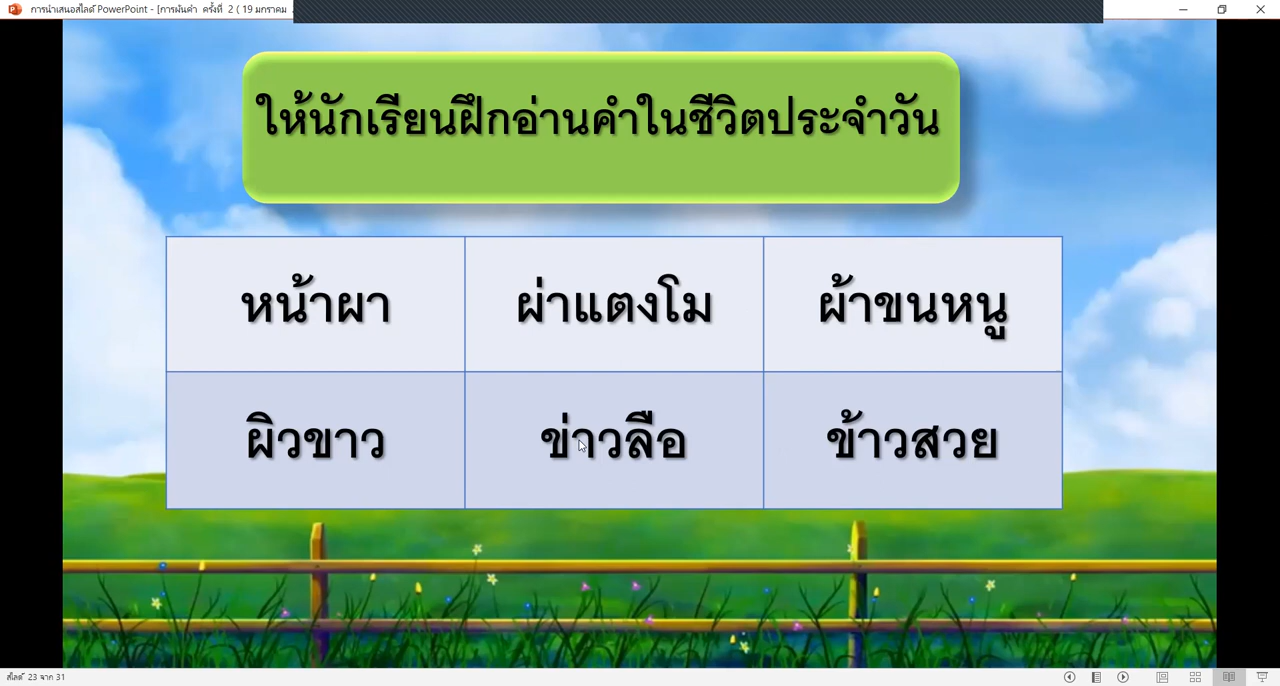 การนำเสนอสไลด์ PowerPoint - [การผันคำ ครั้งที่ 2 ( 19 มกราคม
ให้นักเรียนฝึกอ่านคำในชีวิตประจำวัน
หน้าผา ผ่าแตงโม ผ้าขนหนู
ผิวขาว ข่าวลือ ข้าวสวย
สไลด์ 23 จาก 31